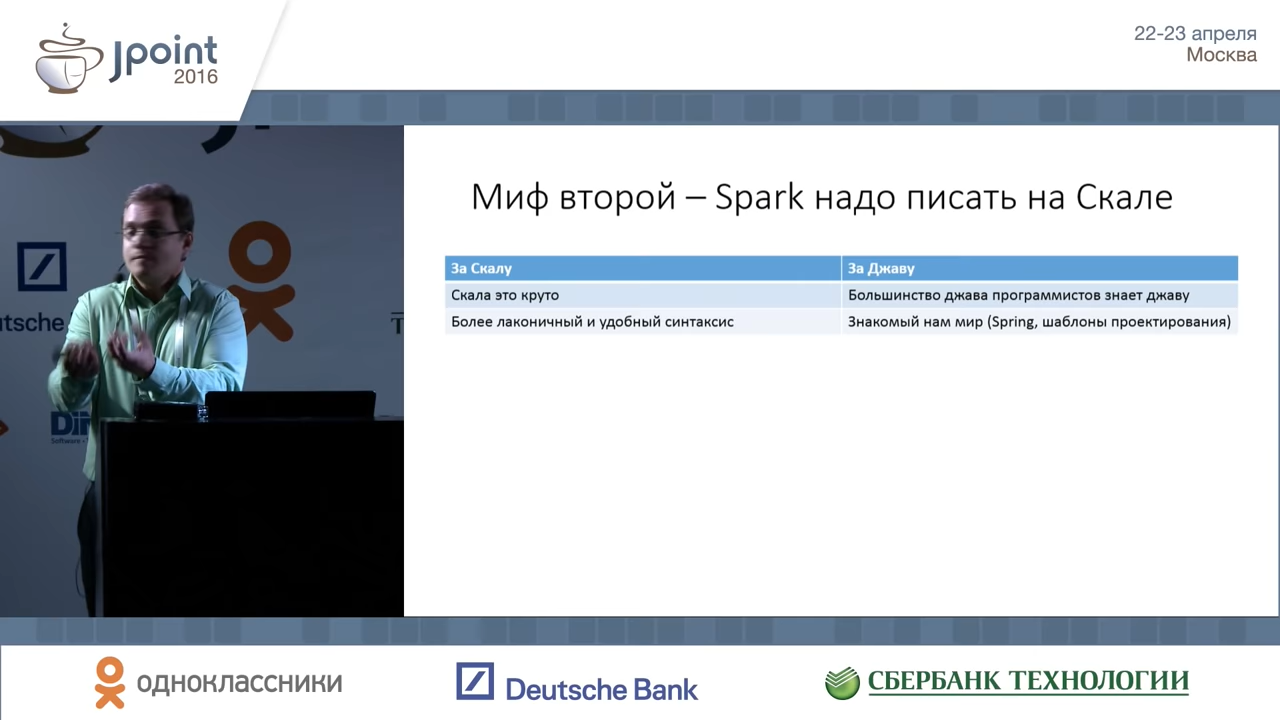 Jpoint
2016
22-23 апреля
Москва
Миф второй – Spark надо писать на Скале
За Скалу
За Джаву
Скала это круто
Большинство джава программистов знает джаву
Более лаконичный и удобный синтаксис
Знакомый нам мир (Spring, шаблоны проектирования)
одноклассники
Deutsche Bank
СБЕРБАНК ТЕХНОЛОГИИ